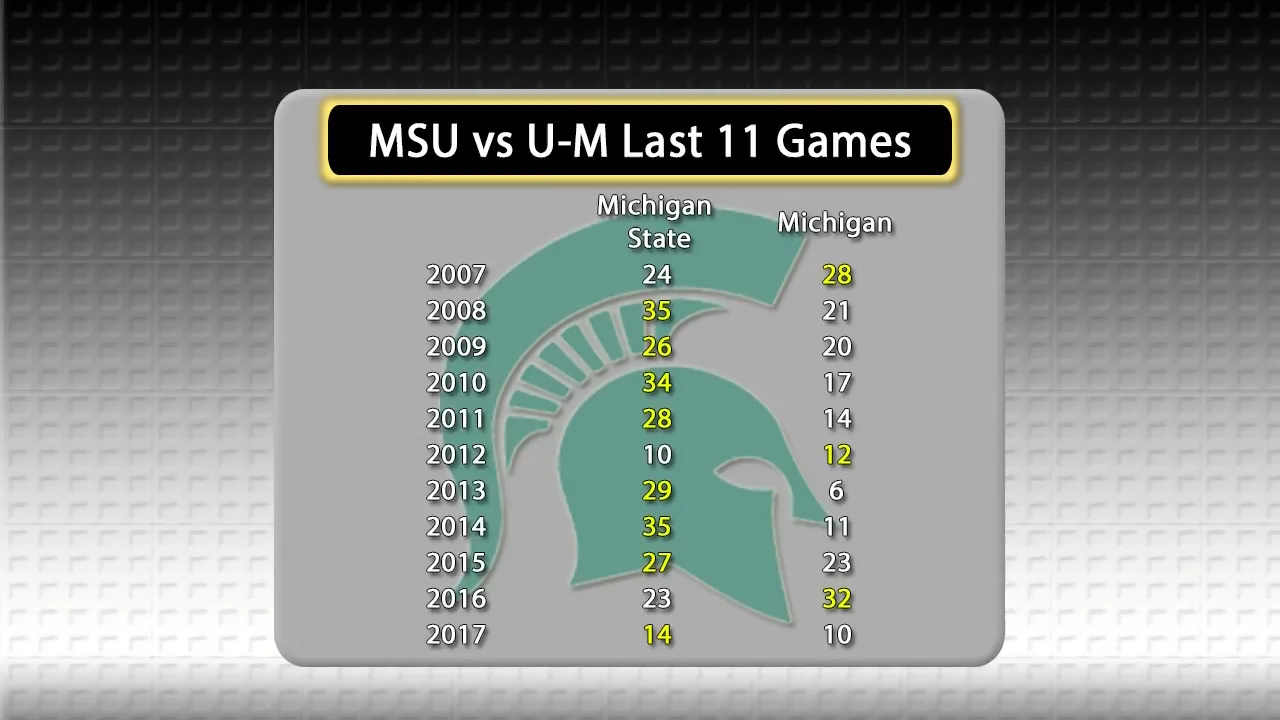 MSU vs U-M Last 11 Games
Michigan State Michigan
2007 24 28
2008 35 21
2009 26 20
2010 34 17
2011 28 14
2012 10 12
2013 29 6
2014 35 11
2015 27 23
2016 23 32
2017 14 10